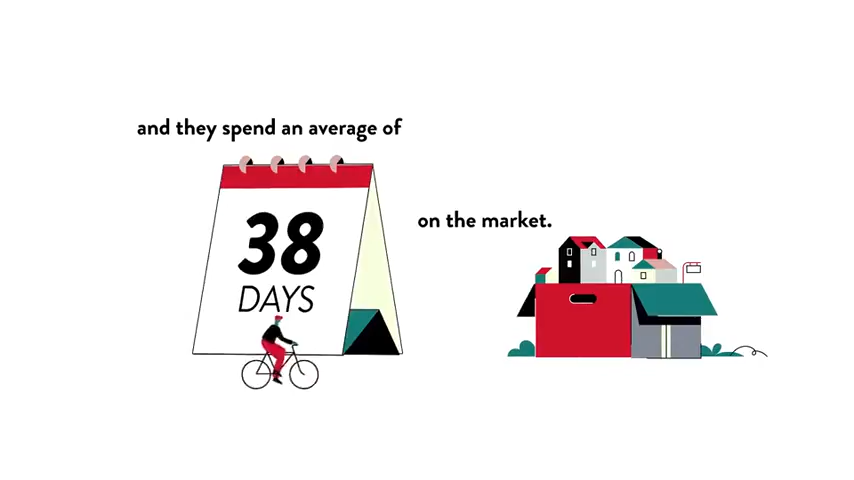 and they spend an average of
38
DAYS
on the market.